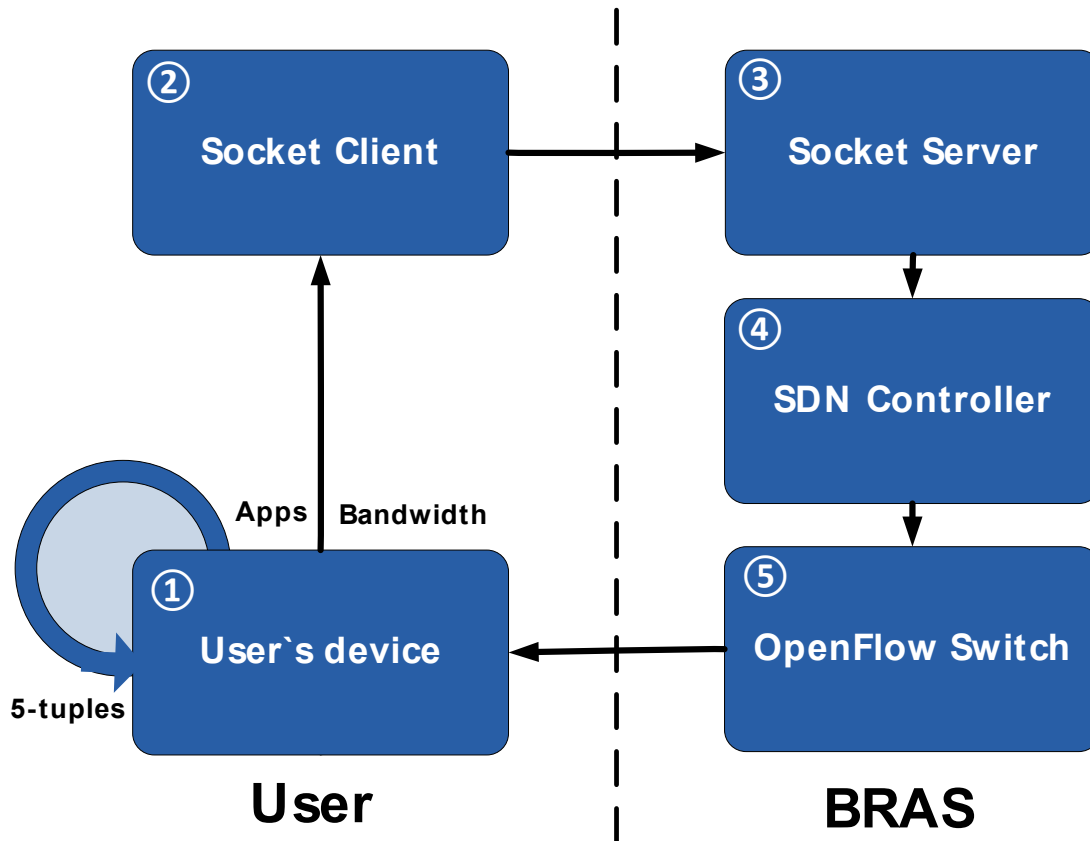 ②
Socket Client
③
Socket Server
④
SDN Controller
Apps
Bandwidth
①
User`s device
5-tuples
⑤
OpenFlow Switch
User
BRAS